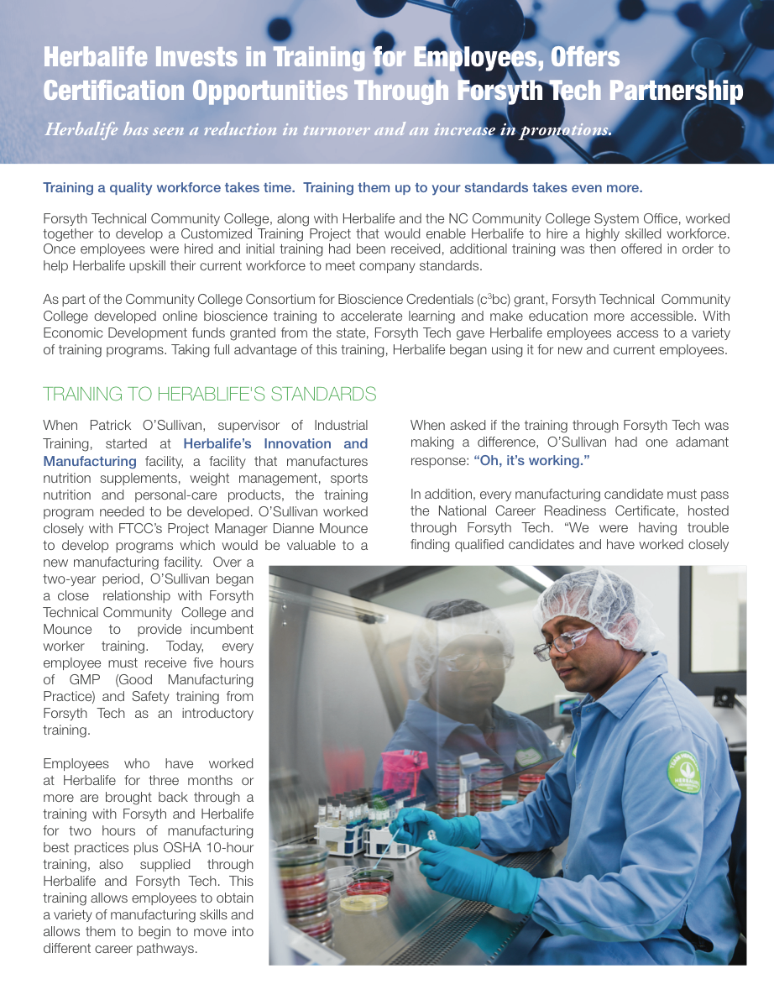 Herbalife Invests in Training for Employees, Offers
Certification Opportunities Through Forsyth Tech Partnership
Herbalife has seen a reduction in turnover and an increase in promotions.
Training a quality workforce takes time.  Training them up to your standards takes even more.
Forsyth Technical Community College, along with Herbalife and the NC Community College System Office, worked
together to develop a Customized Training Project that would enable Herbalife to hire a highly skilled workforce.
Once employees were hired and initial training had been received, additional training was then offered in order to
help Herbalife upskill their current workforce to meet company standards.
As part of the Community College Consortium for Bioscience Credentials (c³bc) grant, Forsyth Technical  Community
College developed online bioscience training to accelerate learning and make education more accessible. With
Economic Development funds granted from the state, Forsyth Tech gave Herbalife employees access to a variety
of training programs. Taking full advantage of this training, Herbalife began using it for new and current employees.
TRAINING TO HERABLIFE'S STANDARDS
When Patrick O’Sullivan, supervisor of Industrial
Training, started at Herbalife’s Innovation and
Manufacturing facility, a facility that manufactures
nutrition supplements, weight management, sports
nutrition and personal-care products, the training
program needed to be developed. O’Sullivan worked
closely with FTCC’s Project Manager Dianne Mounce
to develop programs which would be valuable to a
new manufacturing facility.  Over a
two-year period, O’Sullivan began
a close  relationship with Forsyth
Technical Community  College and
Mounce to provide incumbent
worker training. Today, every
employee must receive five hours
of GMP (Good Manufacturing
Practice) and Safety training from
Forsyth Tech as an introductory
training.
Employees who have worked
at Herbalife for three months or
more are brought back through a
training with Forsyth and Herbalife
for two hours of manufacturing
best practices plus OSHA 10-hour
training, also  supplied  through
Herbalife and Forsyth Tech. This
training allows employees to obtain
a variety of manufacturing skills and
allows them to begin to move into
different career pathways.
When asked if the training through Forsyth Tech was
making a difference, O’Sullivan had one adamant
response: “Oh, it’s working.”
In addition, every manufacturing candidate must pass
the National Career Readiness Certificate, hosted
through Forsyth Tech. “We were having trouble
finding qualified candidates and have worked closely
HERBALIFE